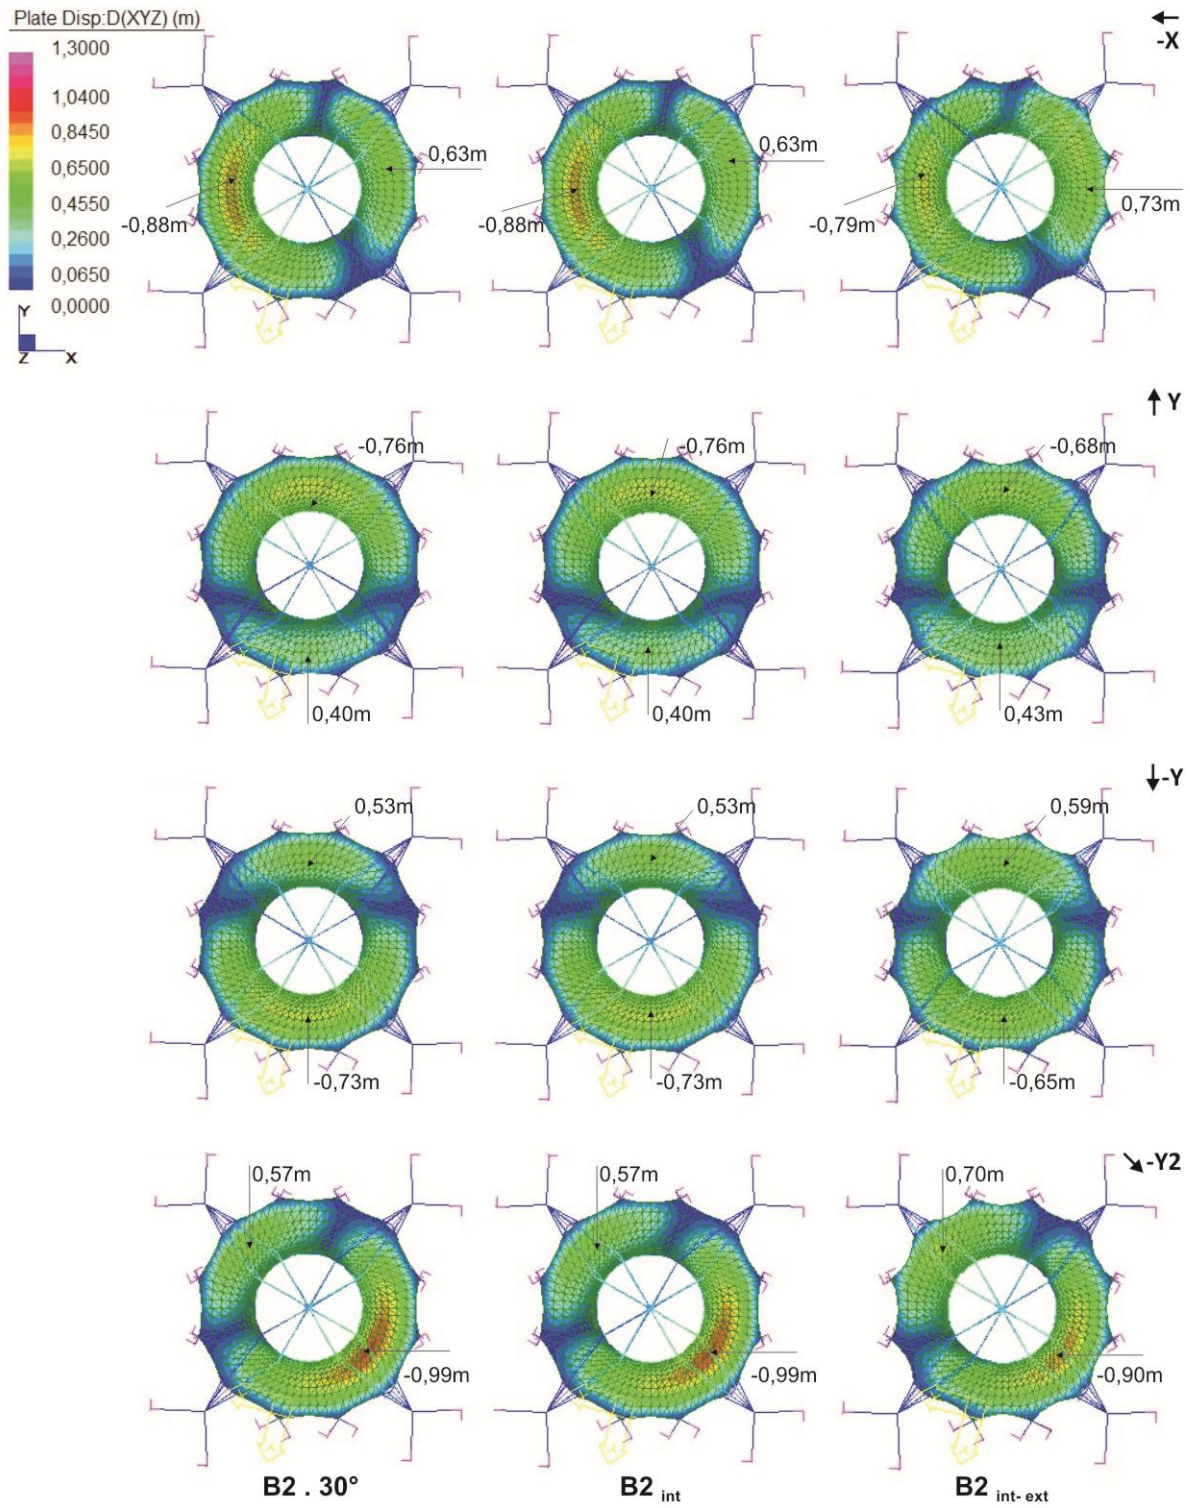 Plate Disp:D(XYZ) (m)
1,3000
1,0400
0,8450
0,6500
0,4550
0,2600
0,0650
0,0000
Y
Z X
-X
0,63m
-0,88m
0,63m
-0,88m
0,73m
-0,79m
Y
-0,76m
0,40m
-0,76m
0,40m
-0,68m
0,43m
-Y
0,53m
-0,73m
0,53m
-0,73m
0,59m
-0,65m
-Y2
0,57m
-0,99m
0,57m
-0,99m
0,70m
-0,90m
B2 . 30°
B2 int
B2 int- ext